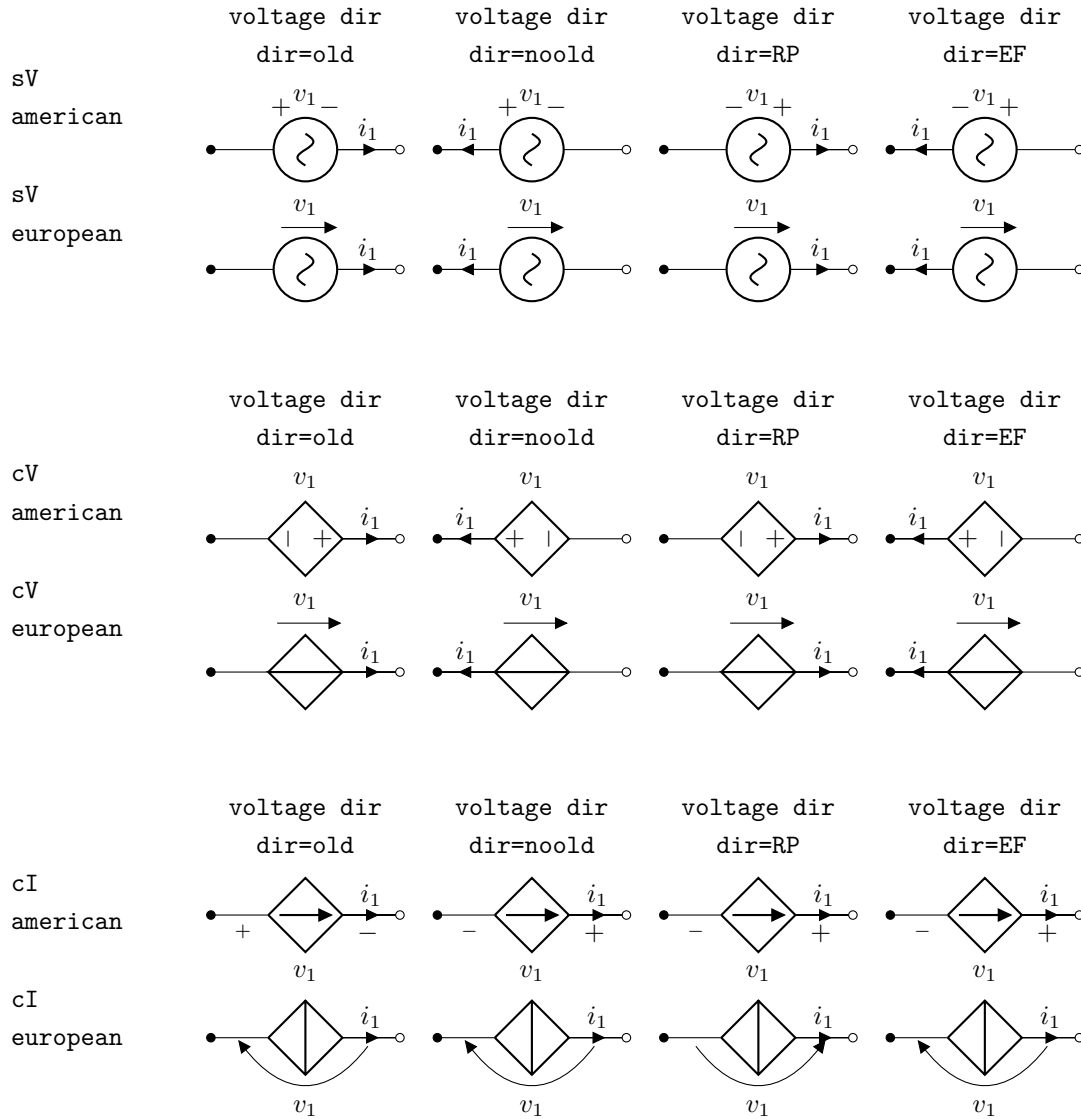 voltage dir voltage dir voltage dir voltage dir
dir=old dir=noold dir=RP dir=EF
sV
american
+ v₁ − + v₁ − − v₁ + − v₁ +
i₁ i₁ i₁ i₁
sV
european
v₁ v₁ v₁ v₁
i₁ i₁ i₁ i₁
voltage dir voltage dir voltage dir voltage dir
dir=old dir=noold dir=RP dir=EF
cV
american
v₁ v₁ v₁ v₁
i₁ i₁ i₁ i₁
− + + − − + + −
cV
european
v₁ v₁ v₁ v₁
i₁ i₁ i₁ i₁
voltage dir voltage dir voltage dir voltage dir
dir=old dir=noold dir=RP dir=EF
cI
american
i₁ i₁ i₁ i₁
+ − − + − + − +
v₁ v₁ v₁ v₁
cI
european
i₁ i₁ i₁ i₁
v₁ v₁ v₁ v₁